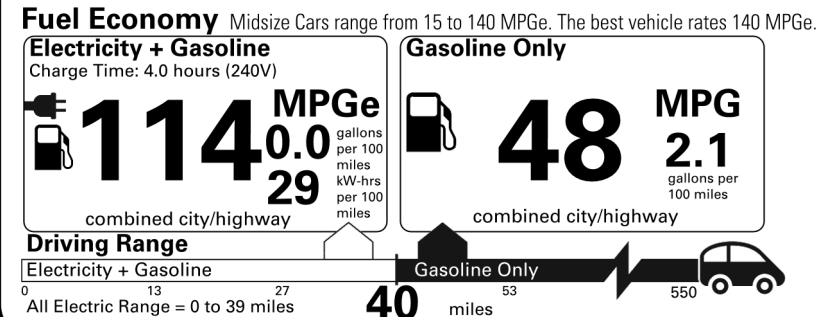 Fuel Economy Midsize Cars range from 15 to 140 MPGe. The best vehicle rates 140 MPGe.
Electricity + Gasoline
Charge Time: 4.0 hours (240V)
114 MPGe
0.0 gallons per 100 miles
29 kW-hrs per 100 miles
combined city/highway
Gasoline Only
48 MPG
2.1 gallons per 100 miles
combined city/highway
Driving Range
Electricity + Gasoline Gasoline Only
0 13 27 40 miles 53 550
All Electric Range = 0 to 39 miles